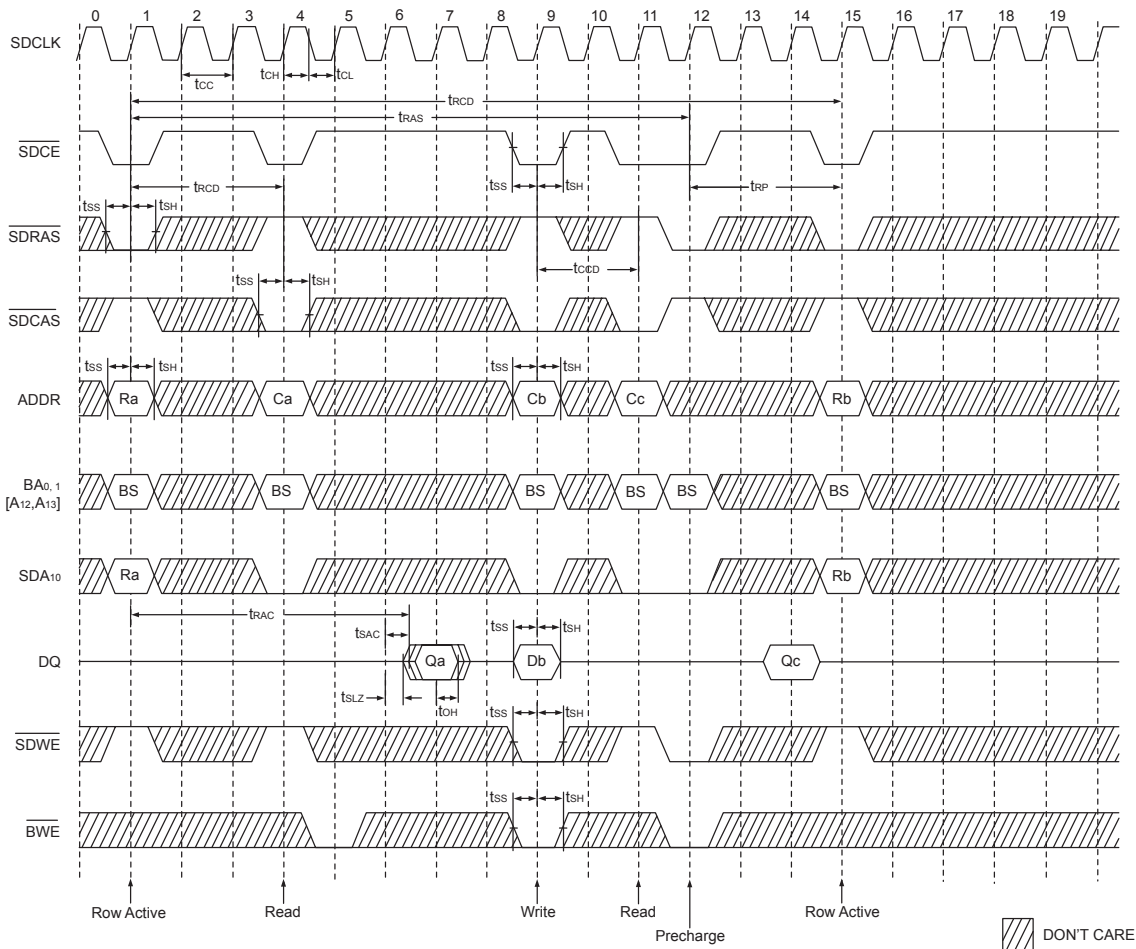 0 1 2 3 4 5 6 7 8 9 10 11 12 13 14 15 16 17 18 19
SDCLK
tCC tCH tCL
tRCD
tRAS
SDCE
tRCD tSS tSH tRP
tSS tSH
SDRAS
tCCD
tSS tSH
SDCAS
tSS tSH tSS tSH
ADDR Ra Ca Cb Cc Rb
BA0, 1
[A12,A13]
BS BS BS BS BS BS
SDA10 Ra Rb
tRAC
tSAC tSS tSH
DQ Qa Db Qc
tSLZ tOH tSS tSH
SDWE
tSS tSH
BWE
Row Active Read Write Read Row Active
Precharge
DON'T CARE